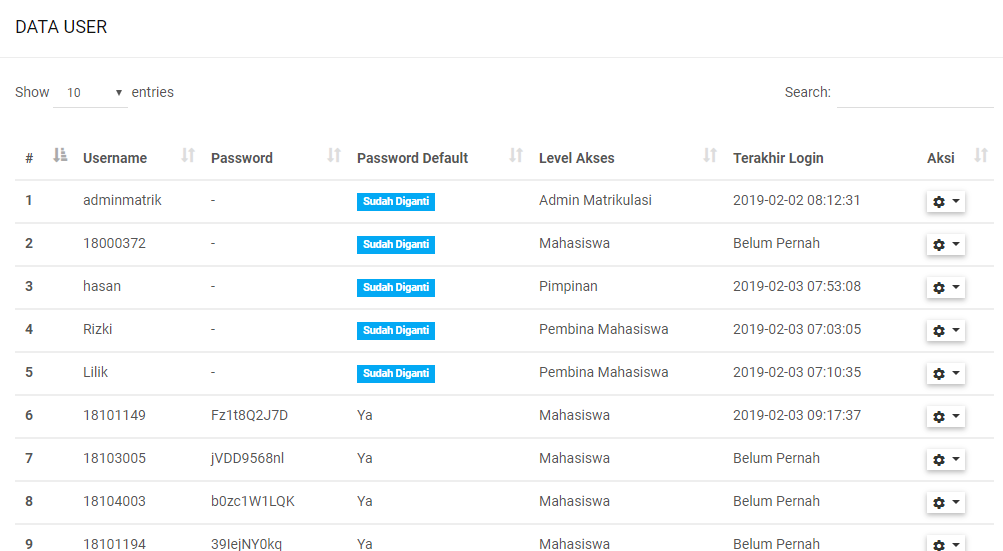 DATA USER
Show 10 entries Search:
# Username Password Password Default Level Akses Terakhir Login Aksi
1 adminmatrik - Sudah Diganti Admin Matrikulasi 2019-02-02 08:12:31
2 18000372 - Sudah Diganti Mahasiswa Belum Pernah
3 hasan - Sudah Diganti Pimpinan 2019-02-03 07:53:08
4 Rizki - Sudah Diganti Pembina Mahasiswa 2019-02-03 07:03:05
5 Lilik - Sudah Diganti Pembina Mahasiswa 2019-02-03 07:10:35
6 18101149 Fz1t8Q2J7D Ya Mahasiswa 2019-02-03 09:17:37
7 18103005 jVDD9568nl Ya Mahasiswa Belum Pernah
8 18104003 b0zc1W1LQK Ya Mahasiswa Belum Pernah
9 18101194 39IejNY0kq Ya Mahasiswa Belum Pernah